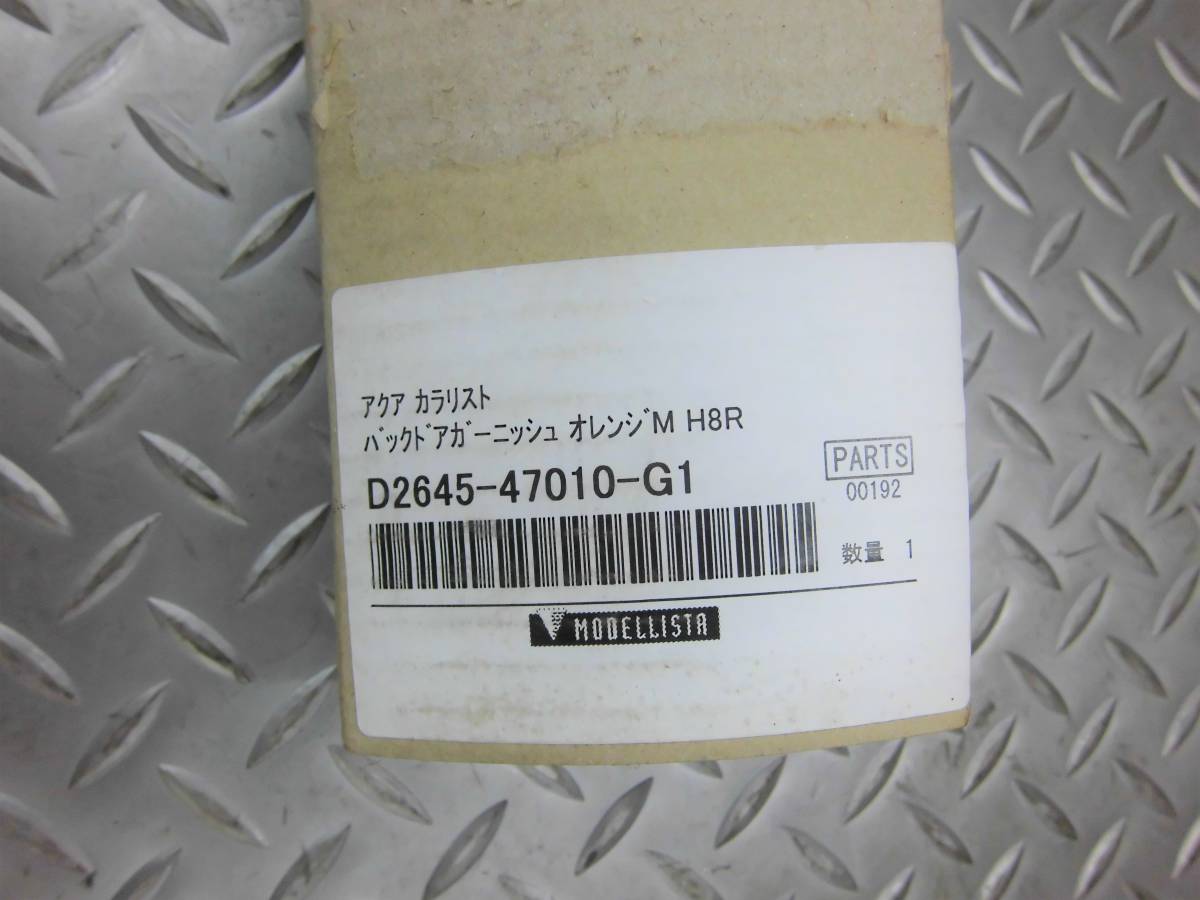 ｱｸｱ ｶﾗﾘｽﾄ
ﾊﾞｯｸﾄﾞｱｶﾞｰﾆｯｼｭ ｵﾚﾝｼﾞM H8R
D2645-47010-G1
PARTS
00192
数量 1
MODELLISTA